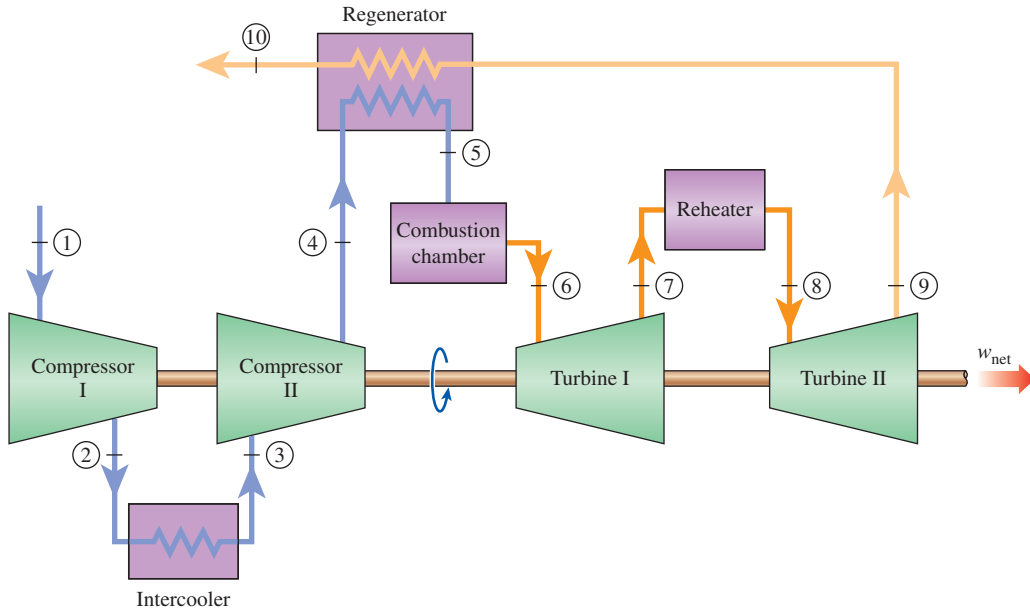 Regenerator
10
5
1
4
Combustion
chamber
Reheater
6
7
8
9
Compressor
I
Compressor
II
Turbine I
Turbine II
w_net
2
3
Intercooler